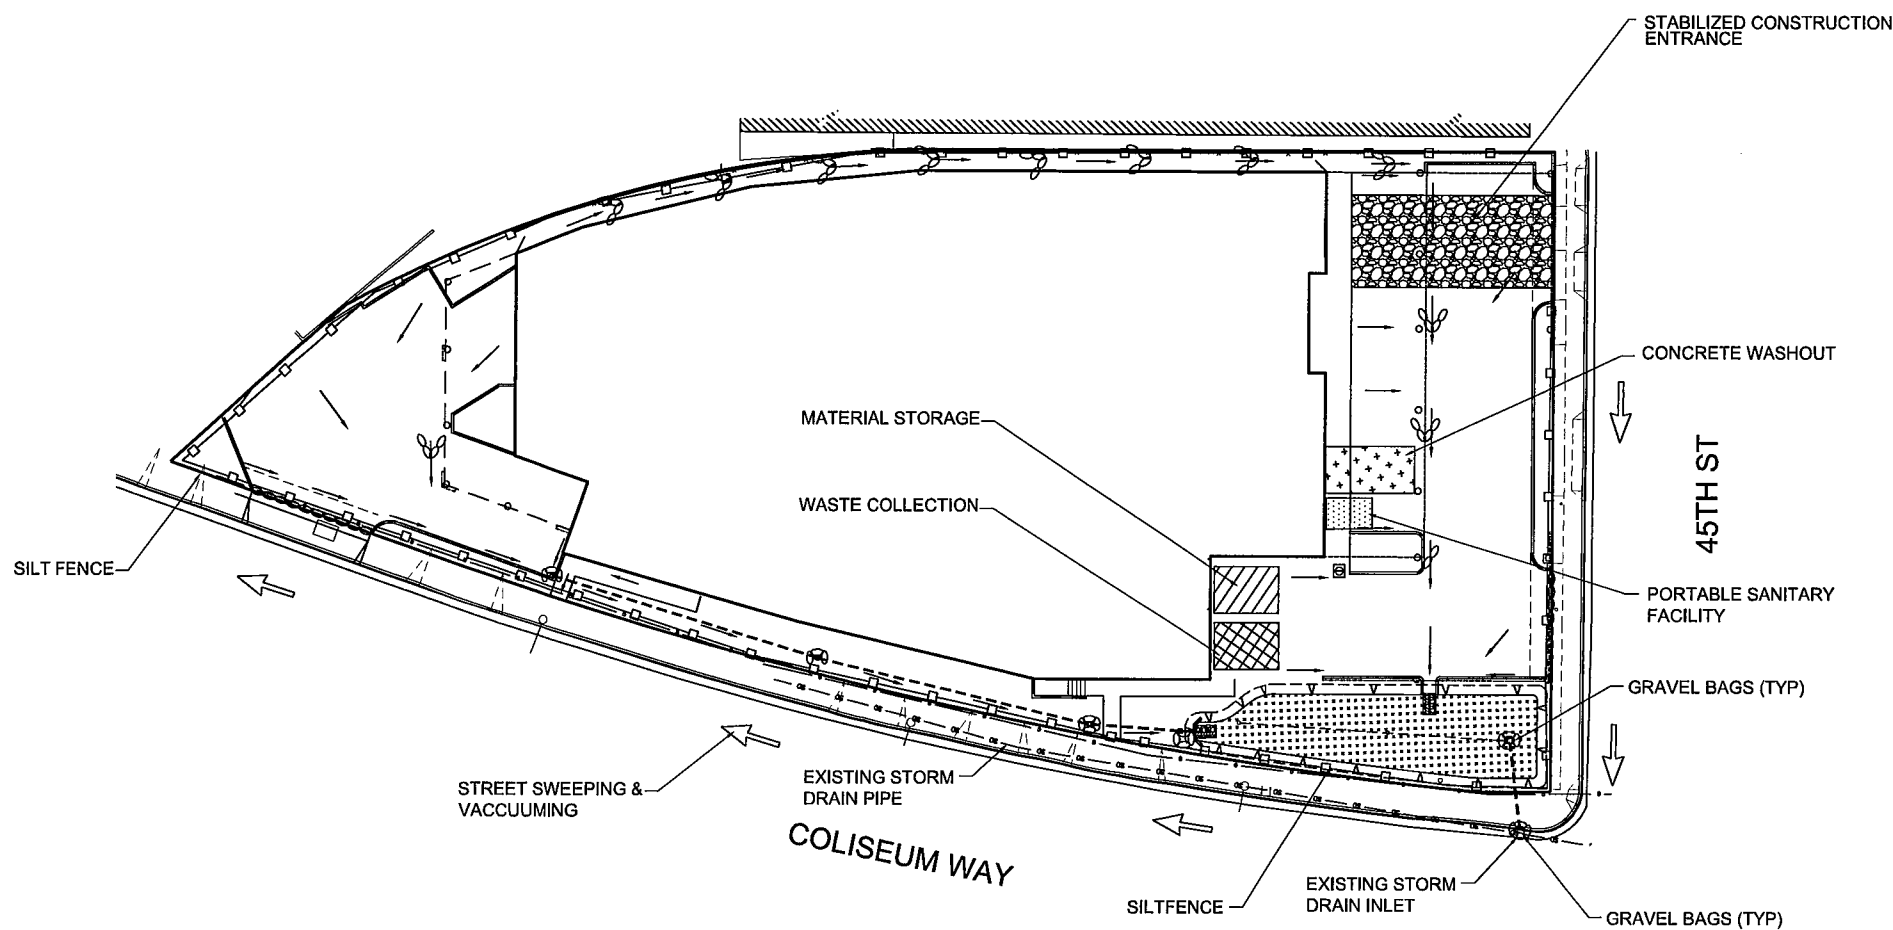 STABILIZED CONSTRUCTION
ENTRANCE
CONCRETE WASHOUT
MATERIAL STORAGE
WASTE COLLECTION
45TH ST
SILT FENCE
PORTABLE SANITARY
FACILITY
GRAVEL BAGS (TYP)
STREET SWEEPING &
VACCUUMING
EXISTING STORM
DRAIN PIPE
COLISEUM WAY
SILTFENCE
EXISTING STORM
DRAIN INLET
GRAVEL BAGS (TYP)